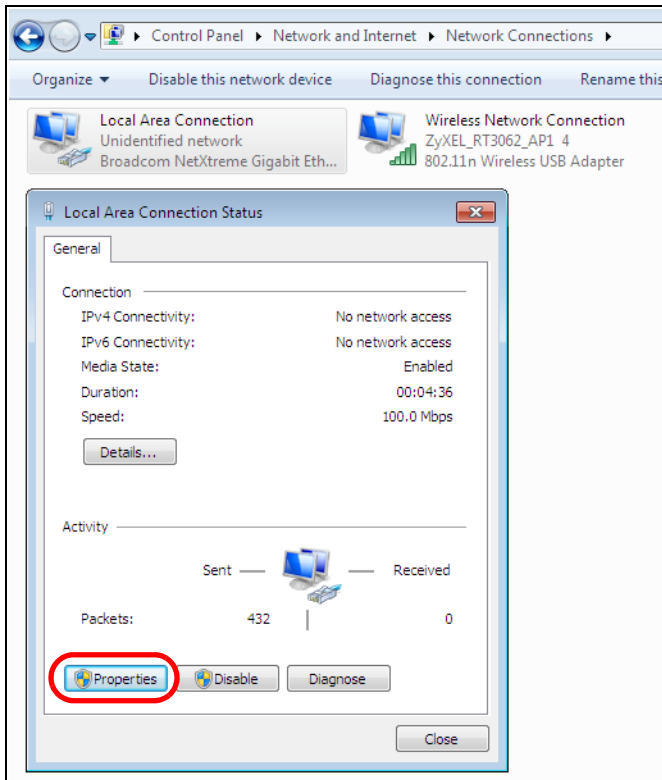 Control Panel ▸ Network and Internet ▸ Network Connections ▸
Organize ▾ Disable this network device Diagnose this connection Rename this
Local Area Connection
Unidentified network
Broadcom NetXtreme Gigabit Eth...
Wireless Network Connection
ZyXEL_RT3062_AP1 4
802.11n Wireless USB Adapter
Local Area Connection Status
General
Connection
IPv4 Connectivity: No network access
IPv6 Connectivity: No network access
Media State: Enabled
Duration: 00:04:36
Speed: 100.0 Mbps
Details...
Activity
Sent Received
Packets: 432 0
Properties Disable Diagnose
Close